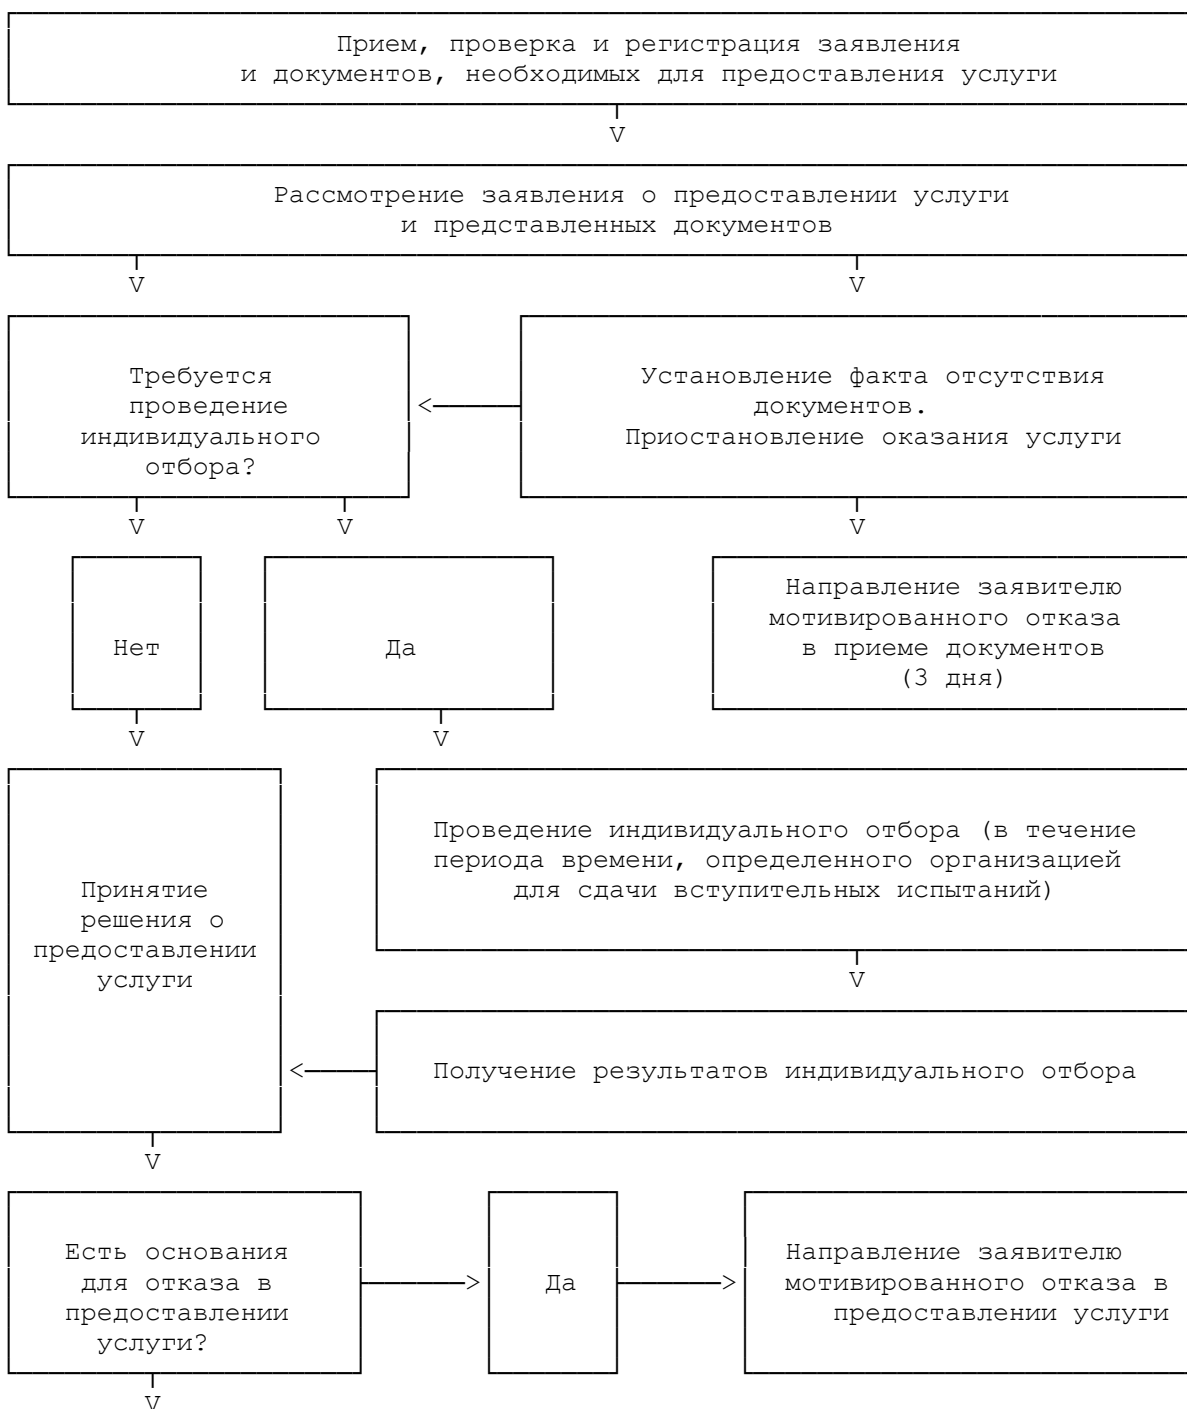 Прием, проверка и регистрация заявления
и документов, необходимых для предоставления услуги
V
Рассмотрение заявления о предоставлении услуги
и представленных документов
V V
Требуется
проведение
индивидуального
отбора?
<
Установление факта отсутствия
документов.
Приостановление оказания услуги
V V V
Нет
Да
Направление заявителю
мотивированного отказа
в приеме документов
(3 дня)
V V
Принятие
решения о
предоставлении
услуги
Проведение индивидуального отбора (в течение
периода времени, определенного организацией
для сдачи вступительных испытаний)
V
<
Получение результатов индивидуального отбора
V
Есть основания
для отказа в
предоставлении
услуги?
>
Да
>
Направление заявителю
мотивированного отказа в
предоставлении услуги
V